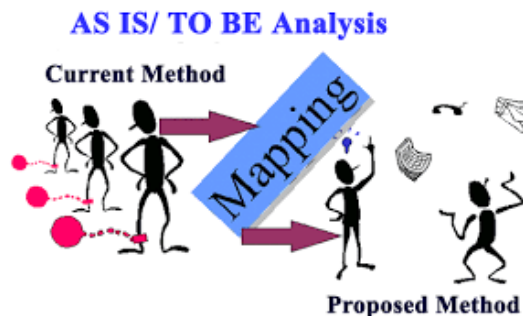 AS IS/ TO BE Analysis
Current Method
Mapping
Proposed Method